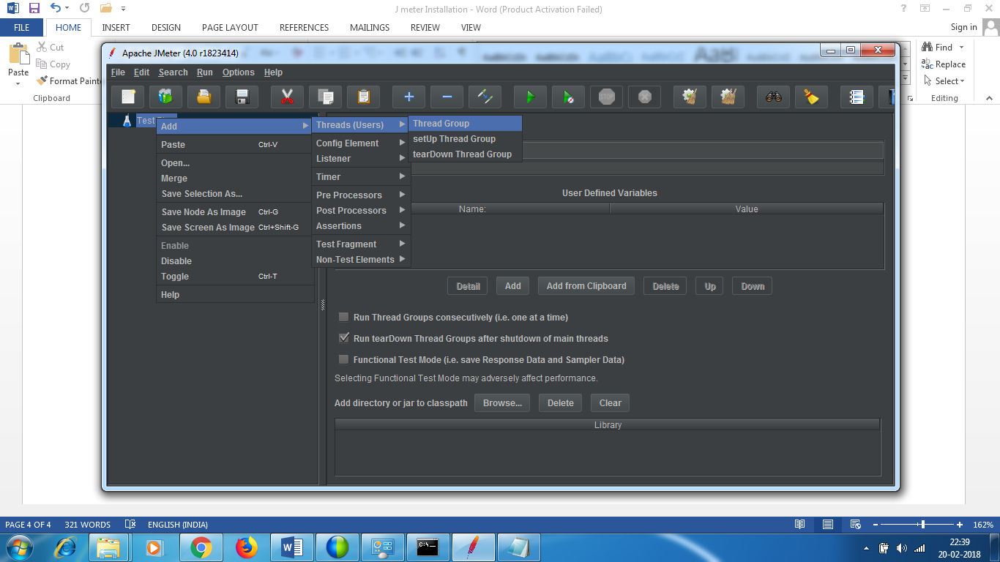 J meter Installation - Word (Product Activation Failed)
FILE HOME INSERT DESIGN PAGE LAYOUT REFERENCES MAILINGS REVIEW VIEW Sign in
Paste
Cut
Copy
Format Painte
Clipboard
Find
Replace
Select
Editing
Apache JMeter (4.0 r1823414)
File Edit Search Run Options Help
STOP
Test
Add
Paste Ctrl-V
Open...
Merge
Save Selection As...
Save Node As Image Ctrl-G
Save Screen As Image Ctrl+Shift-G
Enable
Disable
Toggle Ctrl-T
Help
Threads (Users)
Config Element
Listener
Timer
Pre Processors
Post Processors
Assertions
Test Fragment
Non-Test Elements
Thread Group
setUp Thread Group
tearDown Thread Group
User Defined Variables
Name: Value
Detail Add Add from Clipboard Delete Up Down
Run Thread Groups consecutively (i.e. one at a time)
Run tearDown Thread Groups after shutdown of main threads
Functional Test Mode (i.e. save Response Data and Sampler Data)
Selecting Functional Test Mode may adversely affect performance.
Add directory or jar to classpath Browse... Delete Clear
Library
PAGE 4 OF 4 321 WORDS ENGLISH (INDIA) 162%
22:39
20-02-2018